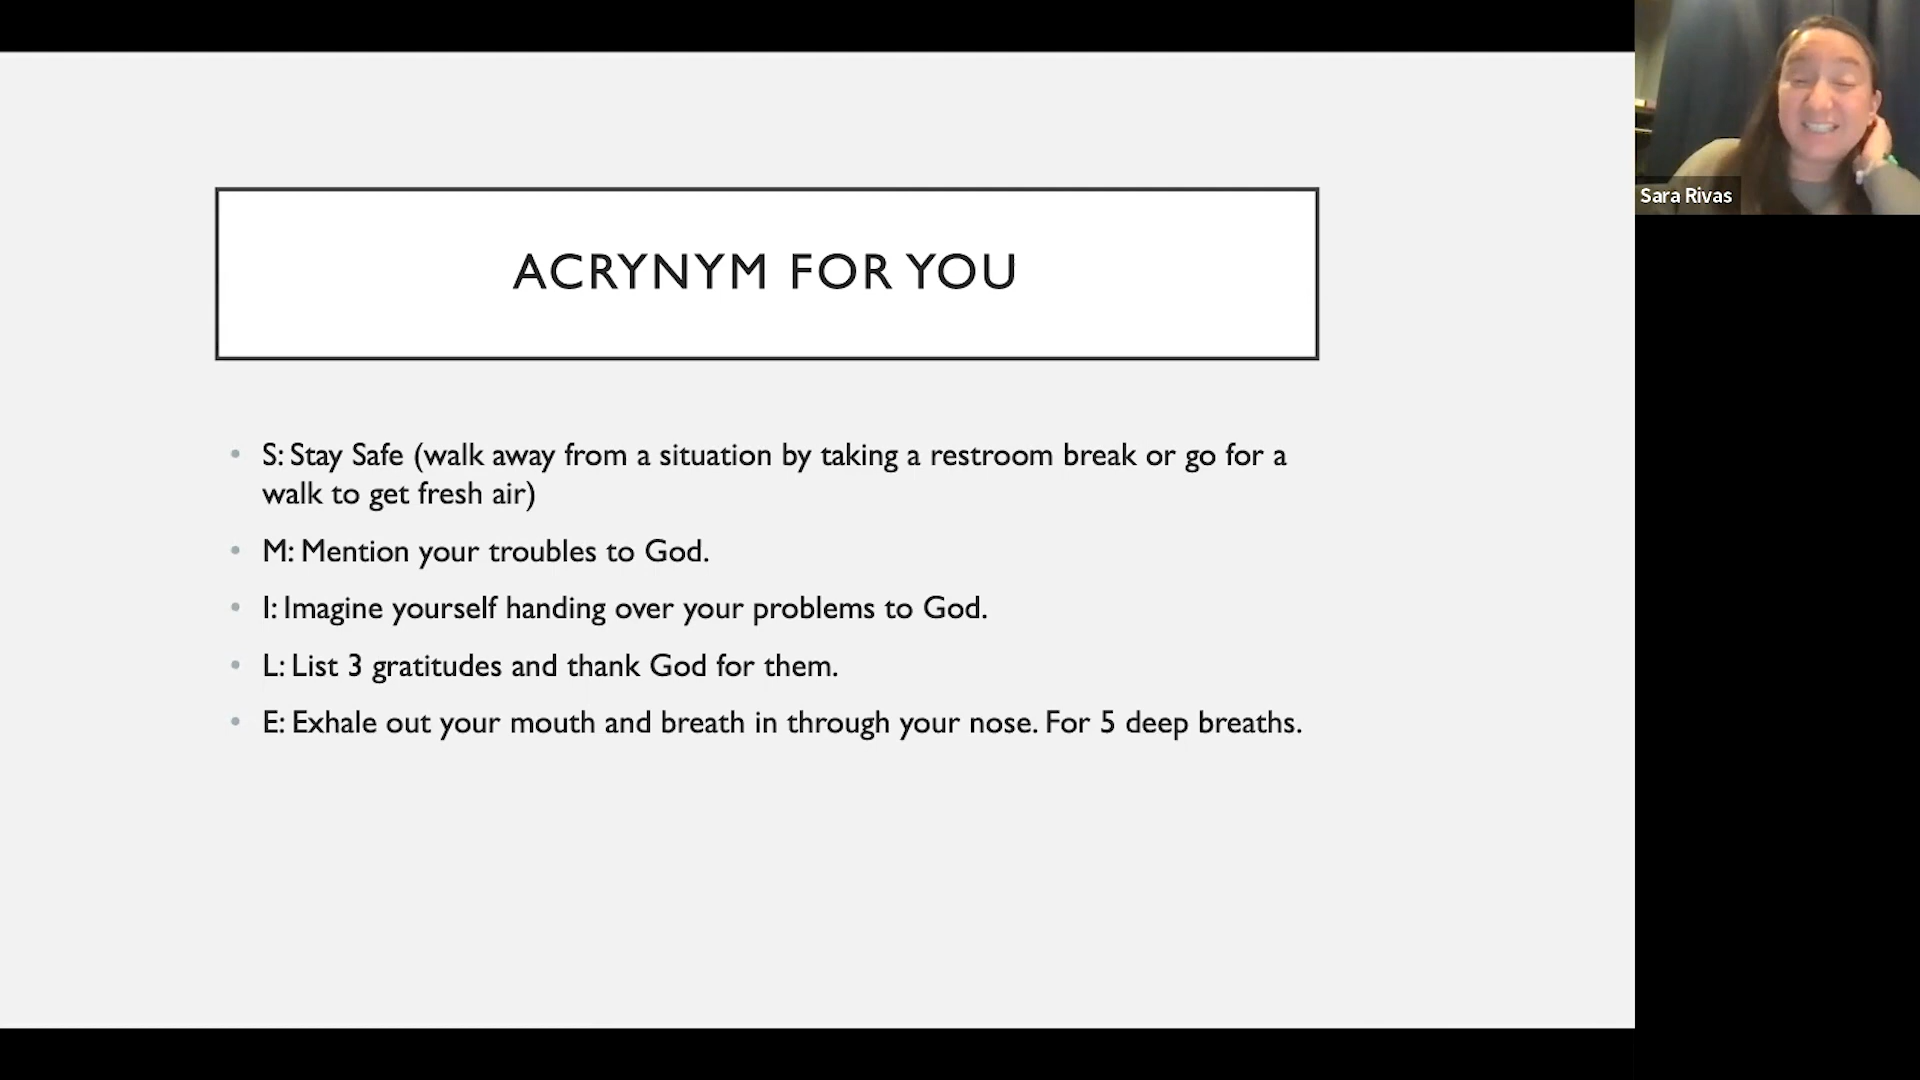 ACRYNYM FOR YOU
• S: Stay Safe (walk away from a situation by taking a restroom break or go for a
walk to get fresh air)
• M: Mention your troubles to God.
• I: Imagine yourself handing over your problems to God.
• L: List 3 gratitudes and thank God for them.
• E: Exhale out your mouth and breath in through your nose. For 5 deep breaths.
Sara Rivas